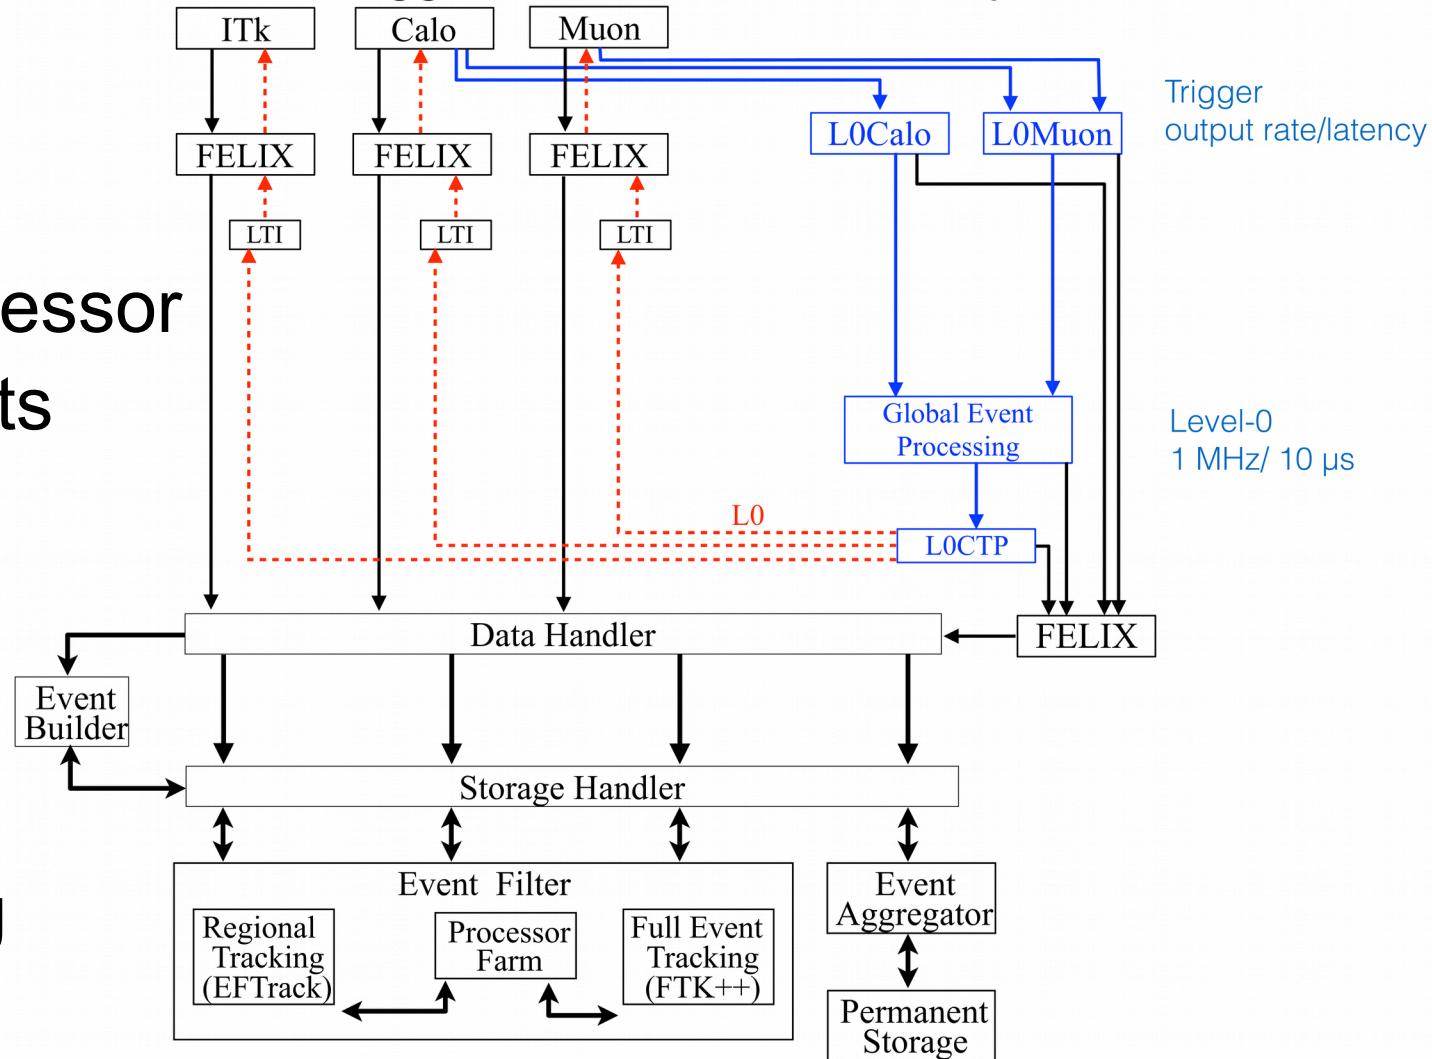 ITk
Calo
Muon
Trigger
output rate/latency
FELIX
FELIX
FELIX
L0Calo
L0Muon
LTI
LTI
LTI
essor
ts
Global Event
Processing
Level-0
1 MHz/ 10 µs
L0
L0CTP
Data Handler
FELIX
Event
Builder
Storage Handler
Event Filter
Regional
Tracking
(EFTrack)
Processor
Farm
Full Event
Tracking
(FTK++)
Event
Aggregator
Permanent
Storage